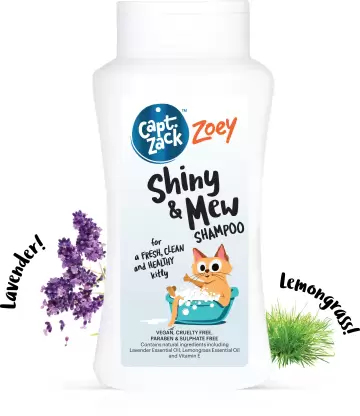 Capt.
Zack
™
Zoey
Shiny
& Mew
SHAMPOO
for
a FRESH, CLEAN
and HEALTHY
kitty
Lavender!
Lemongrass!
VEGAN, CRUELTY FREE,
PARABEN & SULPHATE FREE
Contains natural ingredients including
Lavender Essential Oil, Lemongrass Essential Oil
and Vitamin E